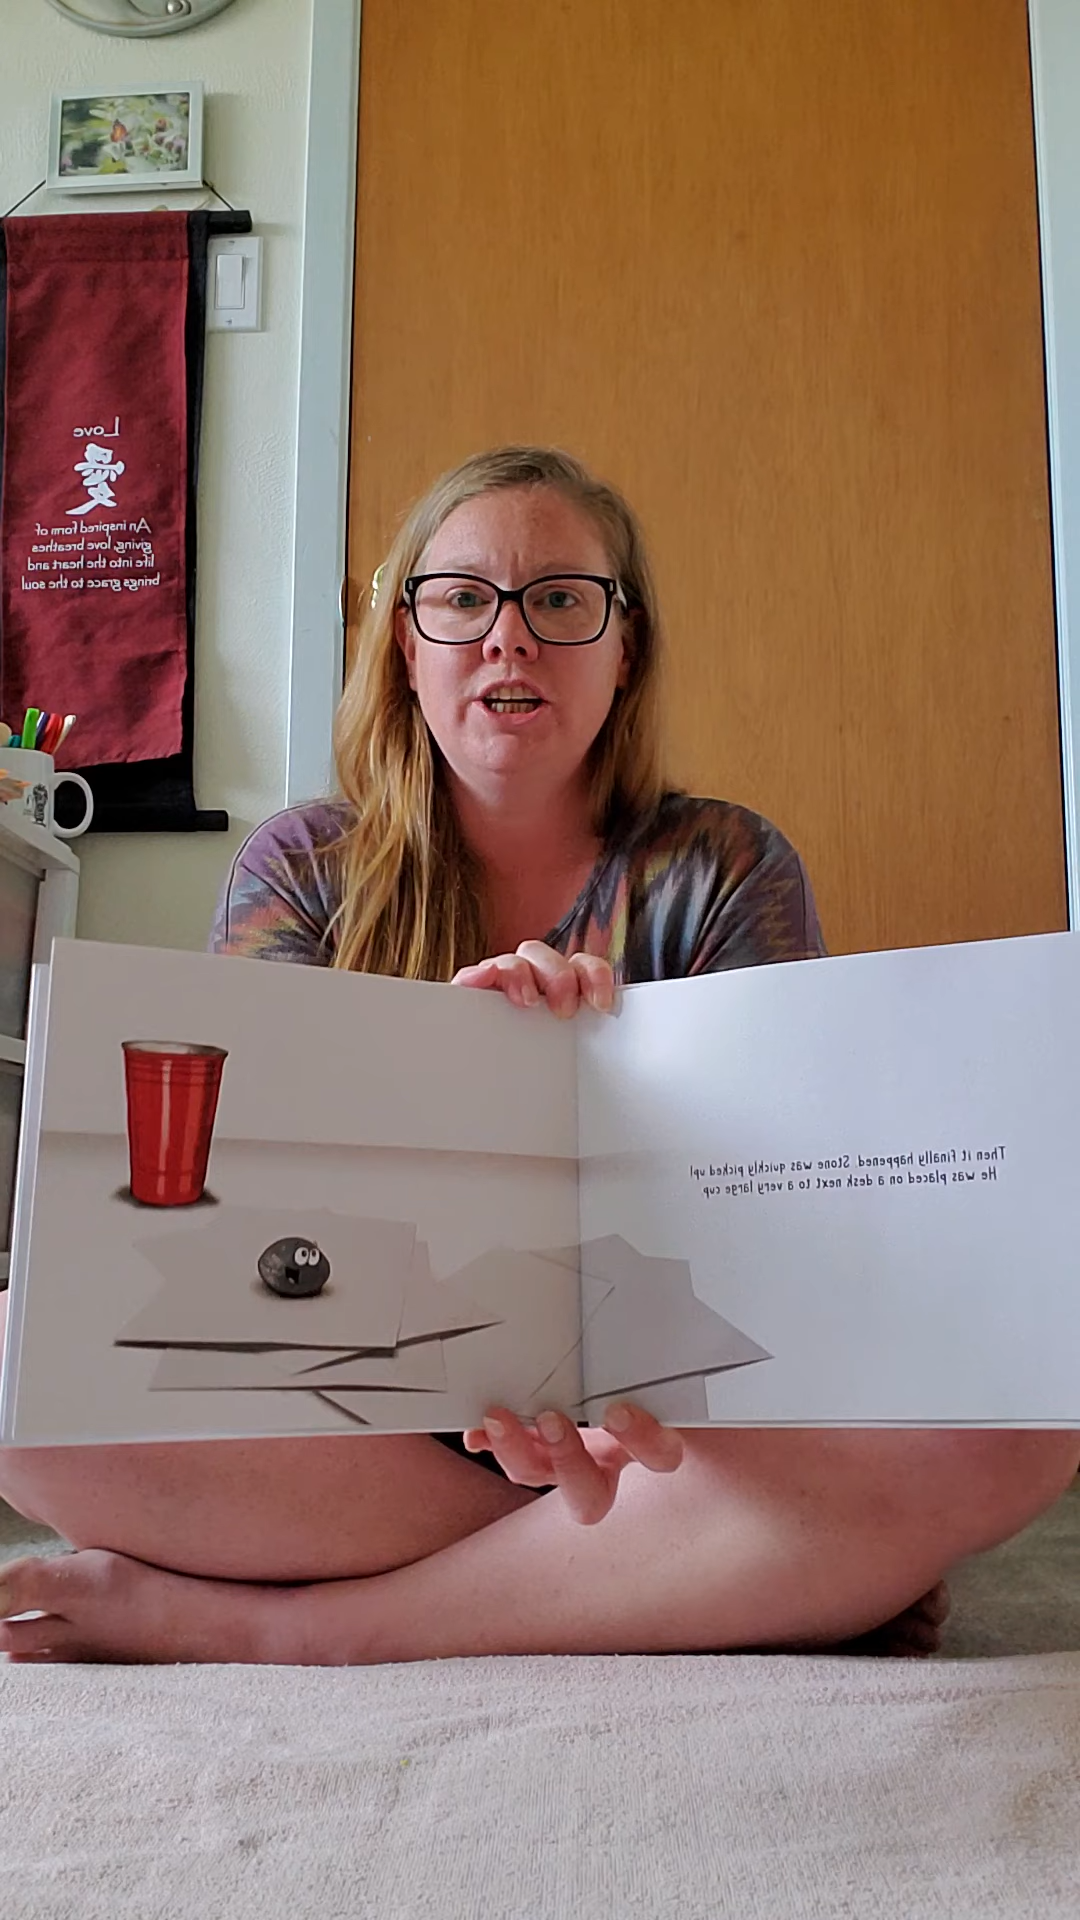 Love
愛
An inspired form of
giving, love breathes
life into the heart and
brings grace to the soul
Then it finally happened. Stone was quickly picked up!
He was placed on a desk next to a very large cup.